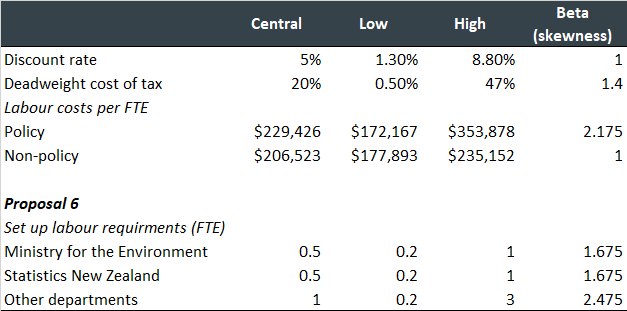 Central Low High Beta (skewness)
Discount rate 5% 1.30% 8.80% 1
Deadweight cost of tax 20% 0.50% 47% 1.4
Labour costs per FTE
Policy $229,426 $172,167 $353,878 2.175
Non-policy $206,523 $177,893 $235,152 1
Proposal 6
Set up labour requirments (FTE)
Ministry for the Environment 0.5 0.2 1 1.675
Statistics New Zealand 0.5 0.2 1 1.675
Other departments 1 0.2 3 2.475